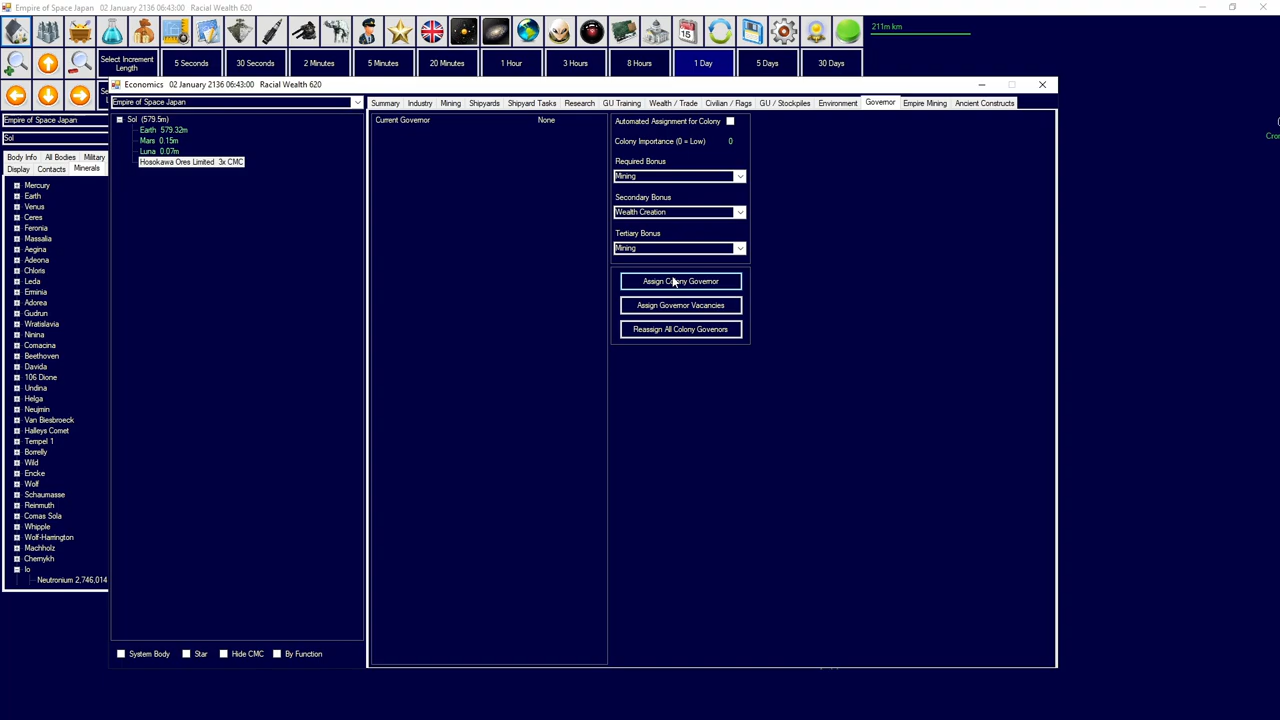 Empire of Space Japan 02 January 2136 06:43:00 Racial Wealth 620
211m km
Select Increment Length
5 Seconds
30 Seconds
2 Minutes
5 Minutes
20 Minutes
1 Hour
3 Hours
8 Hours
1 Day
5 Days
30 Days
Economics 02 January 2136 06:43:00 Racial Wealth 620
Empire of Space Japan
Summary
Industry
Mining
Shipyards
Shipyard Tasks
Research
GU Training
Wealth / Trade
Civilian / Flags
GU / Stockpiles
Environment
Governor
Empire Mining
Ancient Constructs
Empire of Space Japan
Sol
Body Info
All Bodies
Military
Display
Contacts
Minerals
Mercury
Earth
Venus
Ceres
Feronia
Massalia
Aegina
Adeona
Chloris
Leda
Erminia
Adorea
Gudrun
Wratislavia
Ninina
Comacina
Beethoven
Davida
106 Dione
Undina
Helga
Neujmin
Van Biesbroeck
Halleys Comet
Tempel 1
Borrelly
Wild
Encke
Wolf
Schaumasse
Reinmuth
Comas Sola
Whipple
Wolf-Harrington
Machholz
Chernykh
Io
Neutronium 2,746,014
Sol (579.5m)
Earth 579.32m
Mars 0.15m
Luna 0.07m
Hosokawa Ores Limited 3x CMC
System Body
Star
Hide CMC
By Function
Current Governor None
Automated Assignment for Colony
Colony Importance (0 = Low) 0
Required Bonus
Mining
Secondary Bonus
Wealth Creation
Tertiary Bonus
Mining
Assign Colony Governor
Assign Governor Vacancies
Reassign All Colony Govenors